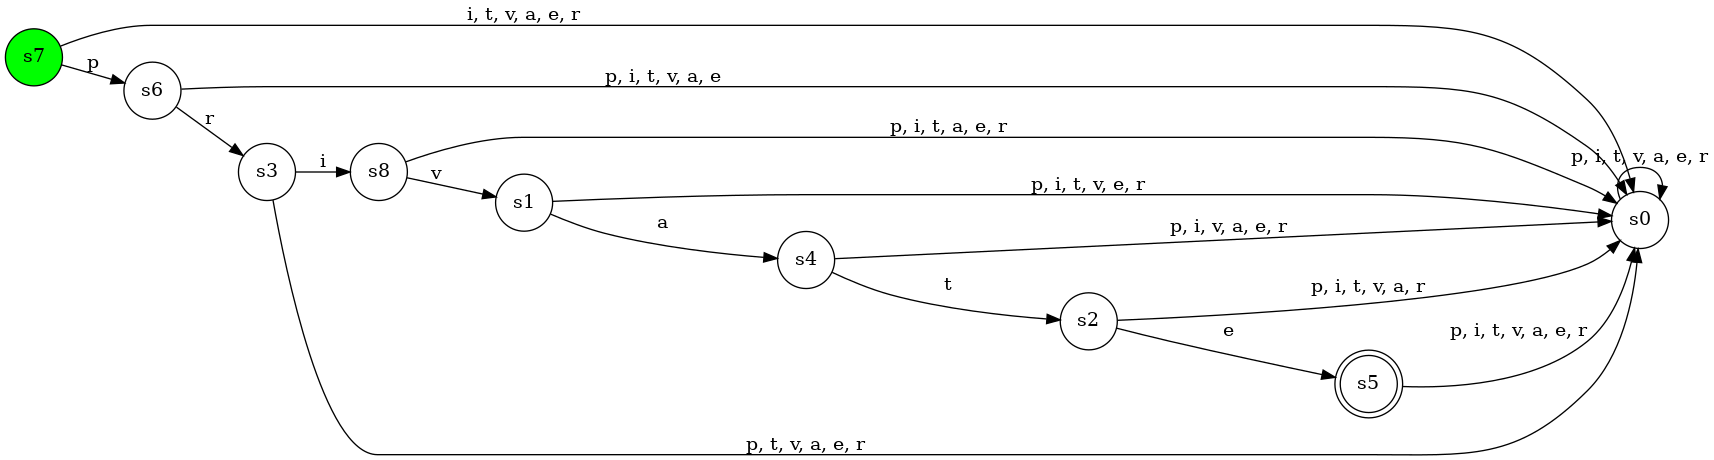 i, t, v, a, e, r
s7
p
s6
p, i, t, v, a, e
r
p, i, t, a, e, r
s3
i
s8
v
p, i, t, v, a, e, r
s1
p, i, t, v, e, r
s0
a
s4
p, i, v, a, e, r
t
s2
p, i, t, v, a, r
e
p, i, t, v, a, e, r
s5
p, t, v, a, e, r